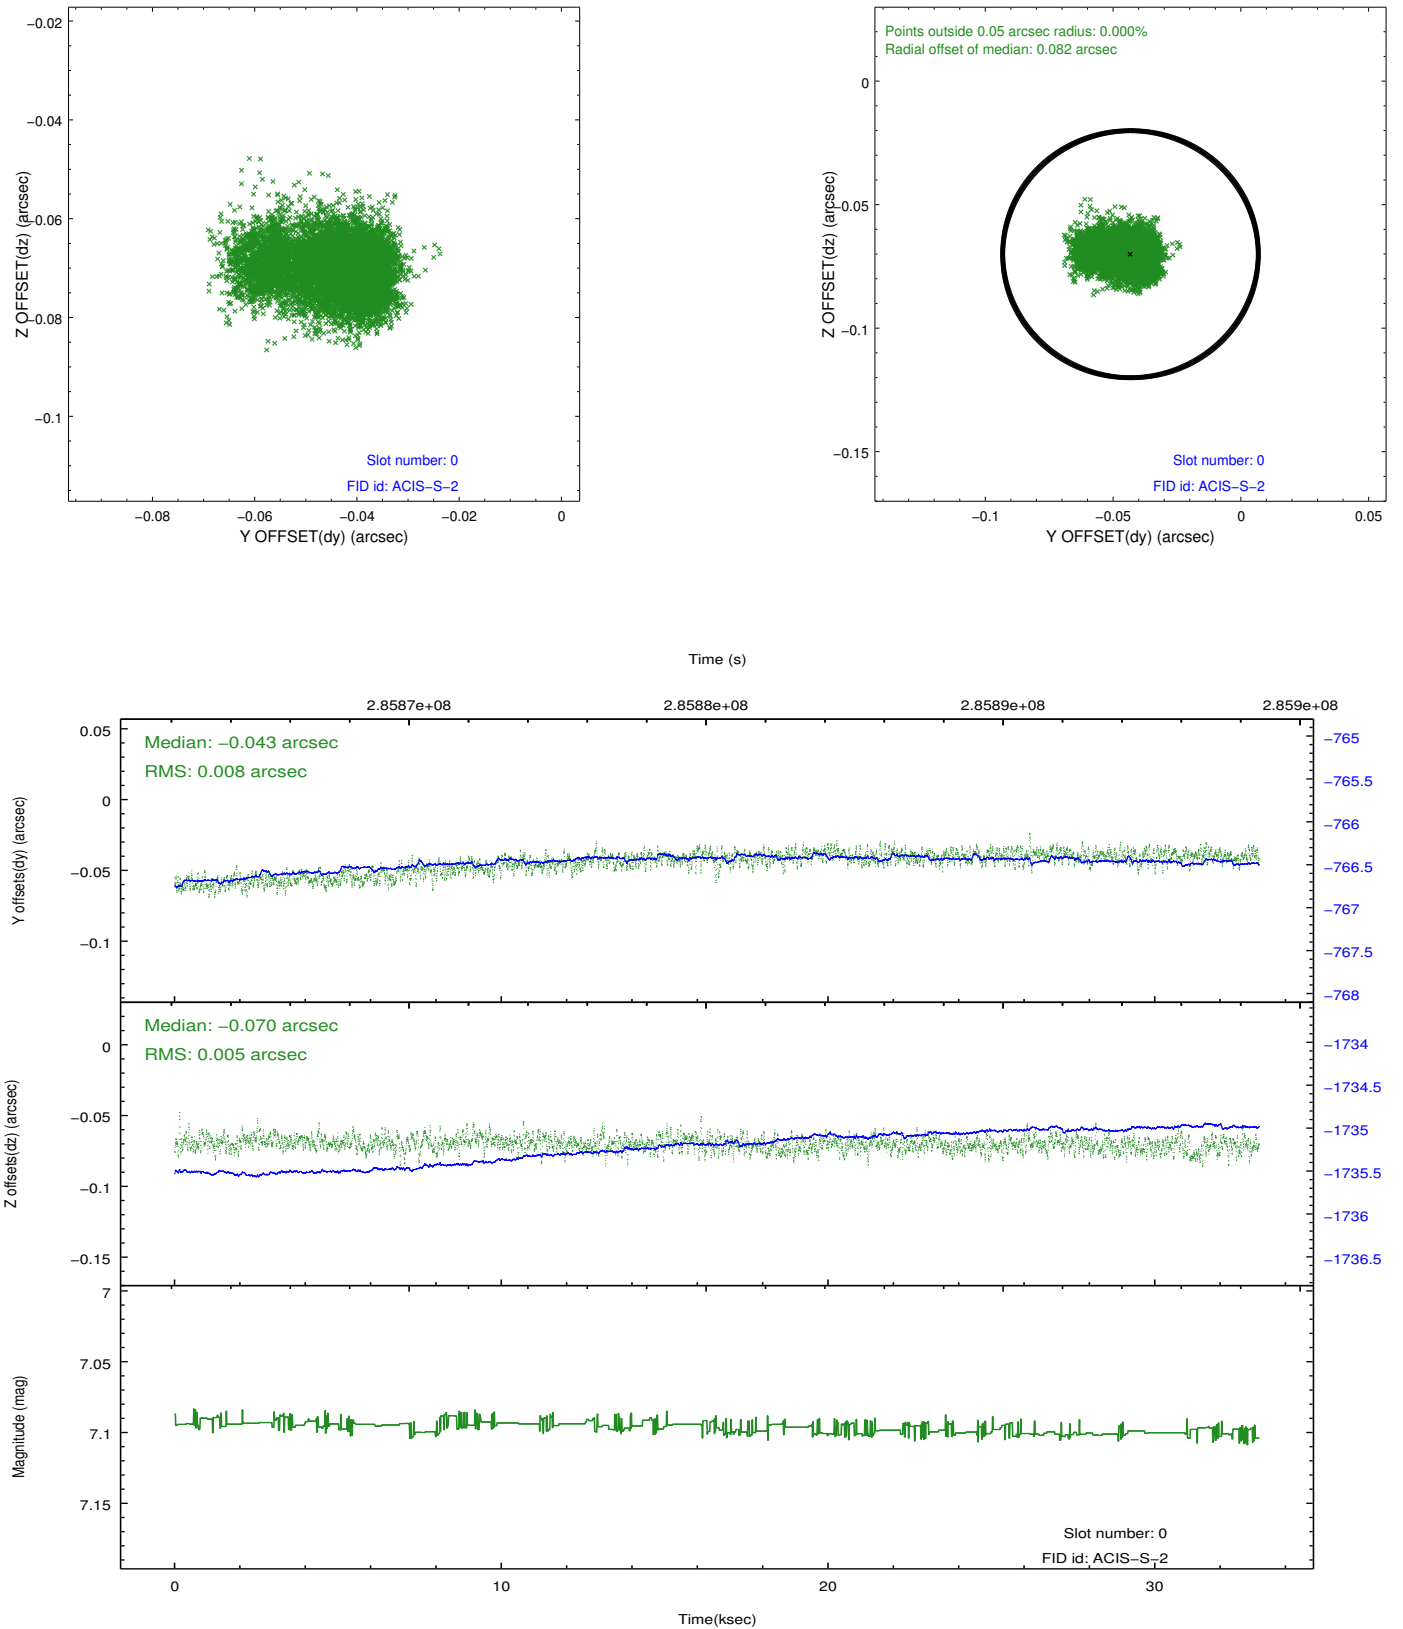 −0.02
−0.04
−0.06
−0.08
−0.1
Z OFFSET(dz) (arcsec)
Slot number: 0
FID id: ACIS−S−2
−0.08
−0.06
−0.04
−0.02
0
Y OFFSET(dy) (arcsec)
Points outside 0.05 arcsec radius: 0.000%
Radial offset of median: 0.082 arcsec
0
−0.05
−0.1
−0.15
Z OFFSET(dz) (arcsec)
Slot number: 0
FID id: ACIS−S−2
−0.1
−0.05
0
0.05
Y OFFSET(dy) (arcsec)
Time (s)
2.8587e+08
2.8588e+08
2.8589e+08
2.859e+08
0.05
0
−0.05
−0.1
Y offsets(dy) (arcsec)
Median: −0.043 arcsec
RMS: 0.008 arcsec
−765
−765.5
−766
−766.5
−767
−767.5
−768
0
−0.05
−0.1
−0.15
Z offsets(dz) (arcsec)
Median: −0.070 arcsec
RMS: 0.005 arcsec
−1734
−1734.5
−1735
−1735.5
−1736
−1736.5
7
7.05
7.1
7.15
Magnitude (mag)
Slot number: 0
FID id: ACIS−S−2
0
10
20
30
Time(ksec)